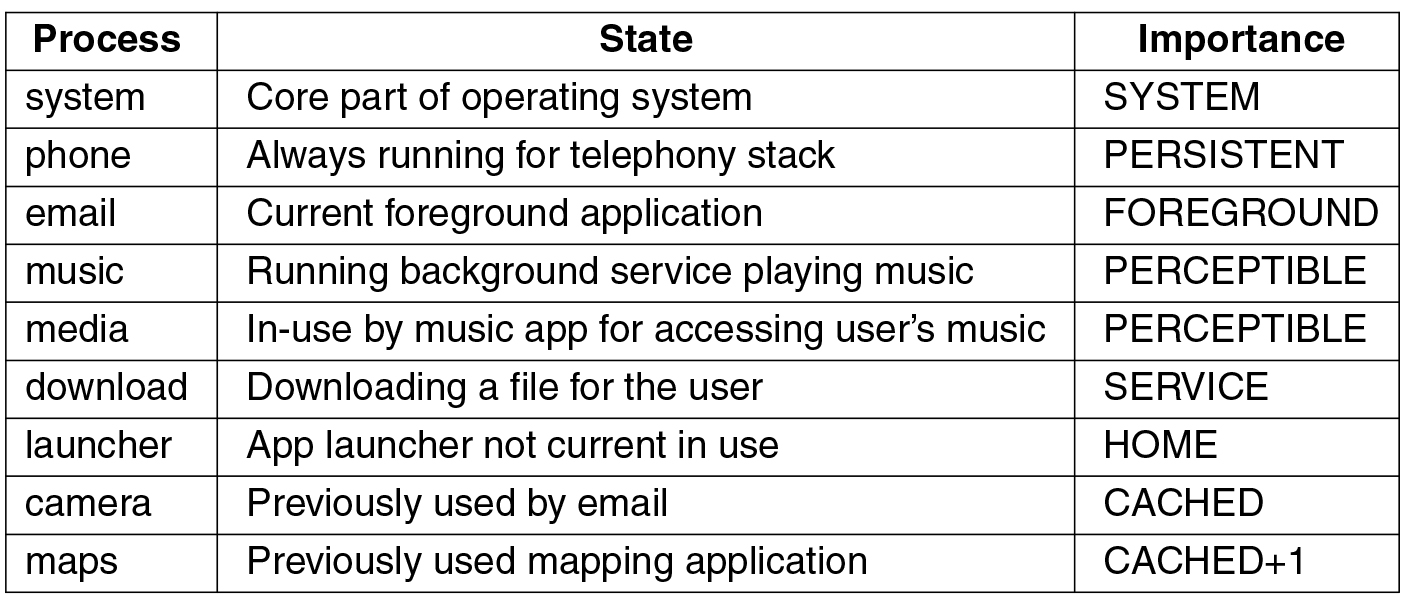 Process State Importance
system Core part of operating system SYSTEM
phone Always running for telephony stack PERSISTENT
email Current foreground application FOREGROUND
music Running background service playing music PERCEPTIBLE
media In-use by music app for accessing user’s music PERCEPTIBLE
download Downloading a file for the user SERVICE
launcher App launcher not current in use HOME
camera Previously used by email CACHED
maps Previously used mapping application CACHED+1